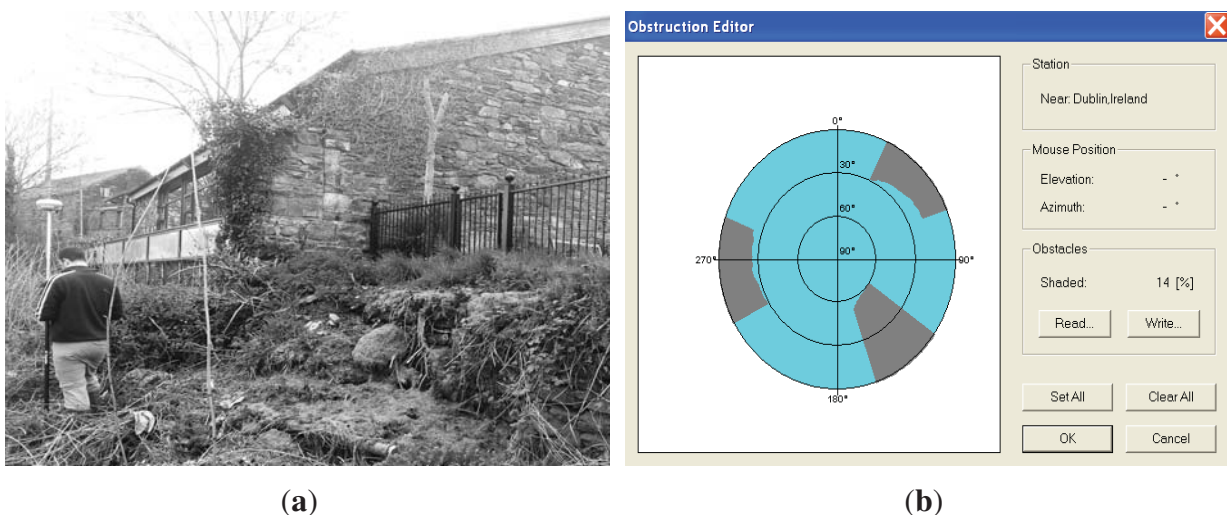 Obstruction Editor
Station
Near: Dublin,Ireland
Mouse Position
Elevation: - °
Azimuth: - °
Obstacles
Shaded: 14 [%]
Read... Write...
Set All Clear All
OK Cancel
0°
30°
60°
90°
270°
90°
180°
(a)
(b)